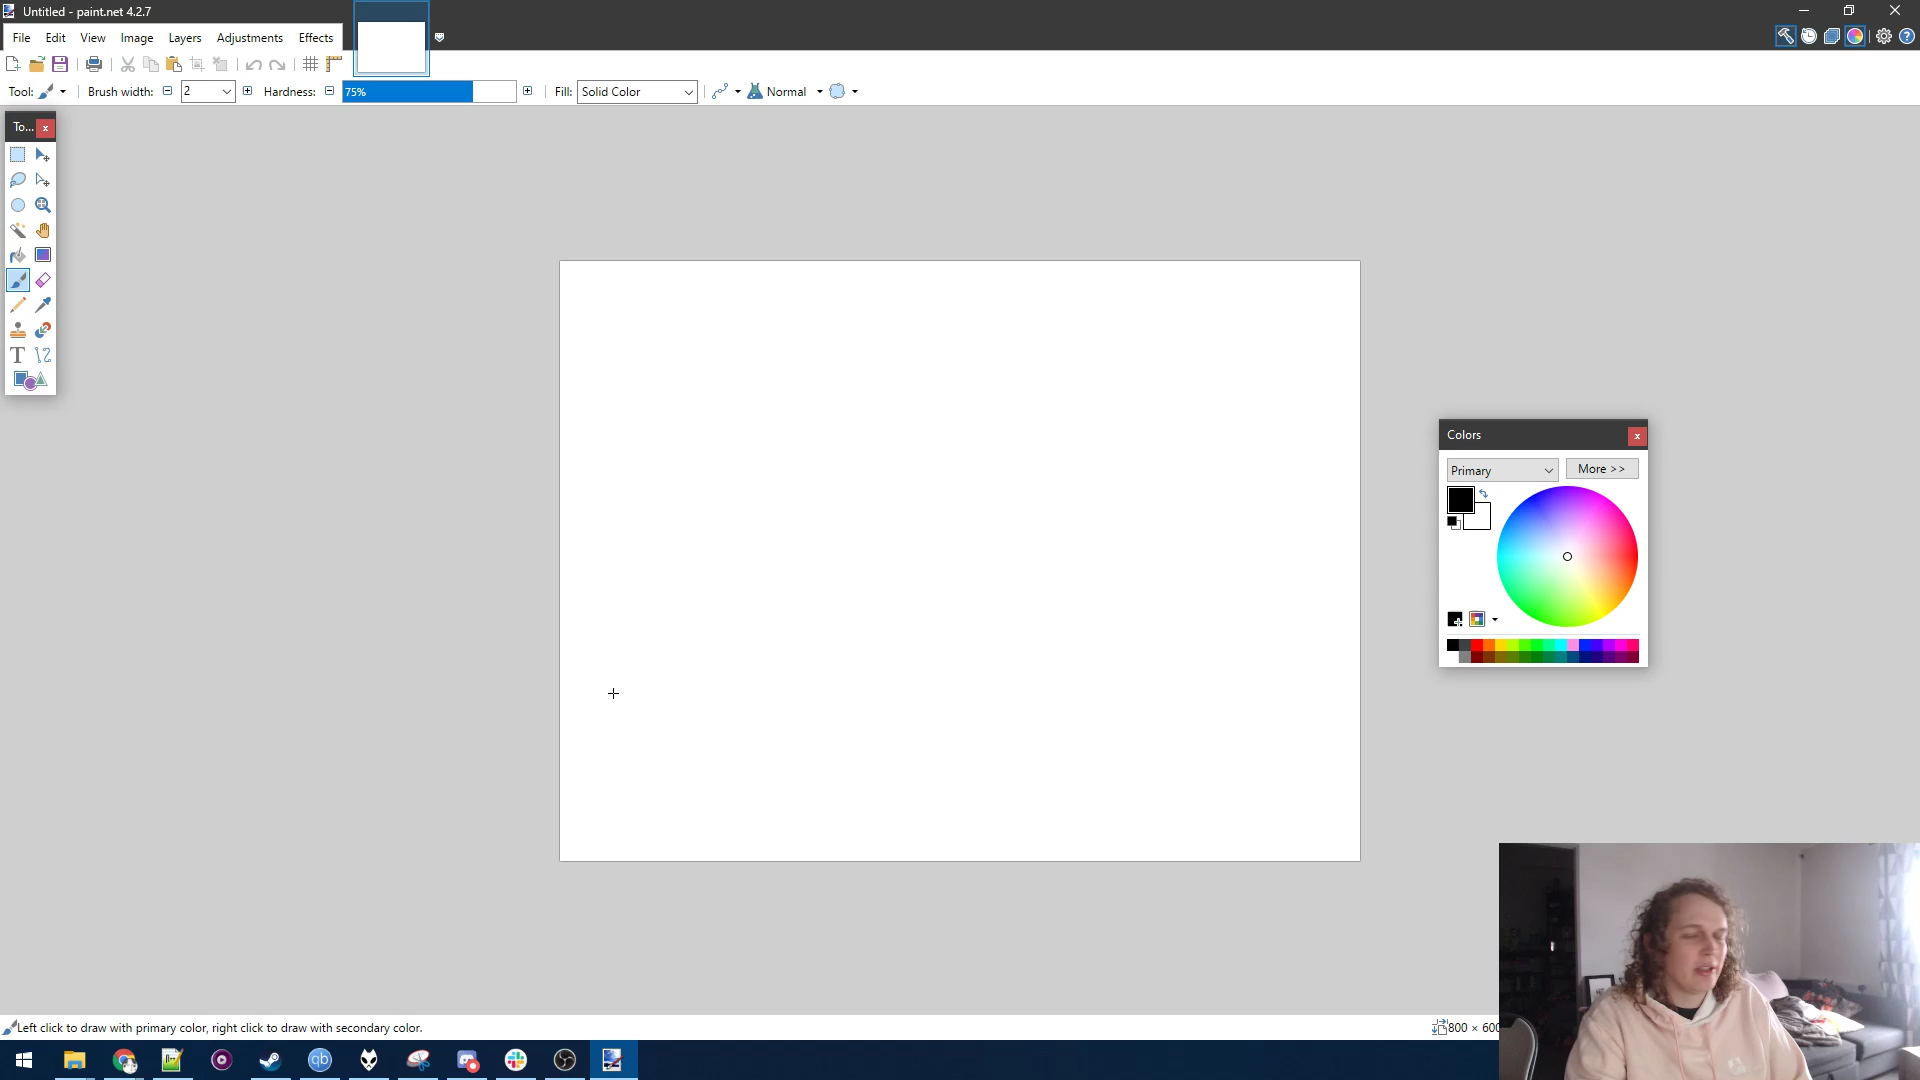 Untitled - paint.net 4.2.7
File Edit View Image Layers Adjustments Effects
Tool: Brush width: 2 Hardness: 75% Fill: Solid Color Normal
To...
Colors
Primary More >>
Left click to draw with primary color, right click to draw with secondary color.
800 × 600